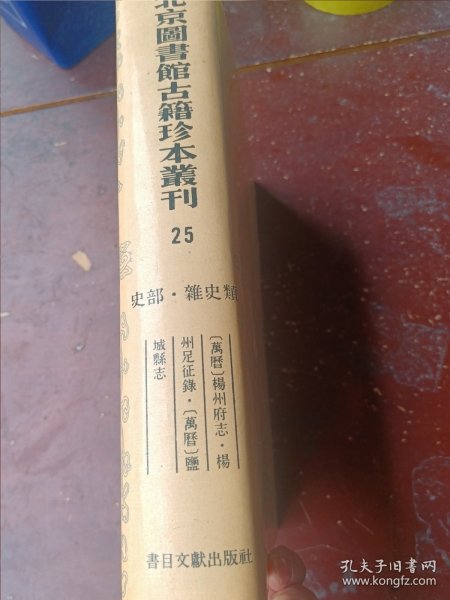 北京圖書館古籍珍本叢刊
25
史部·雜史類
〔萬曆〕楊州府志·楊
州足征錄·〔萬曆〕鹽
城縣志
書目文獻出版社
孔夫子旧书网
www.kongfz.com